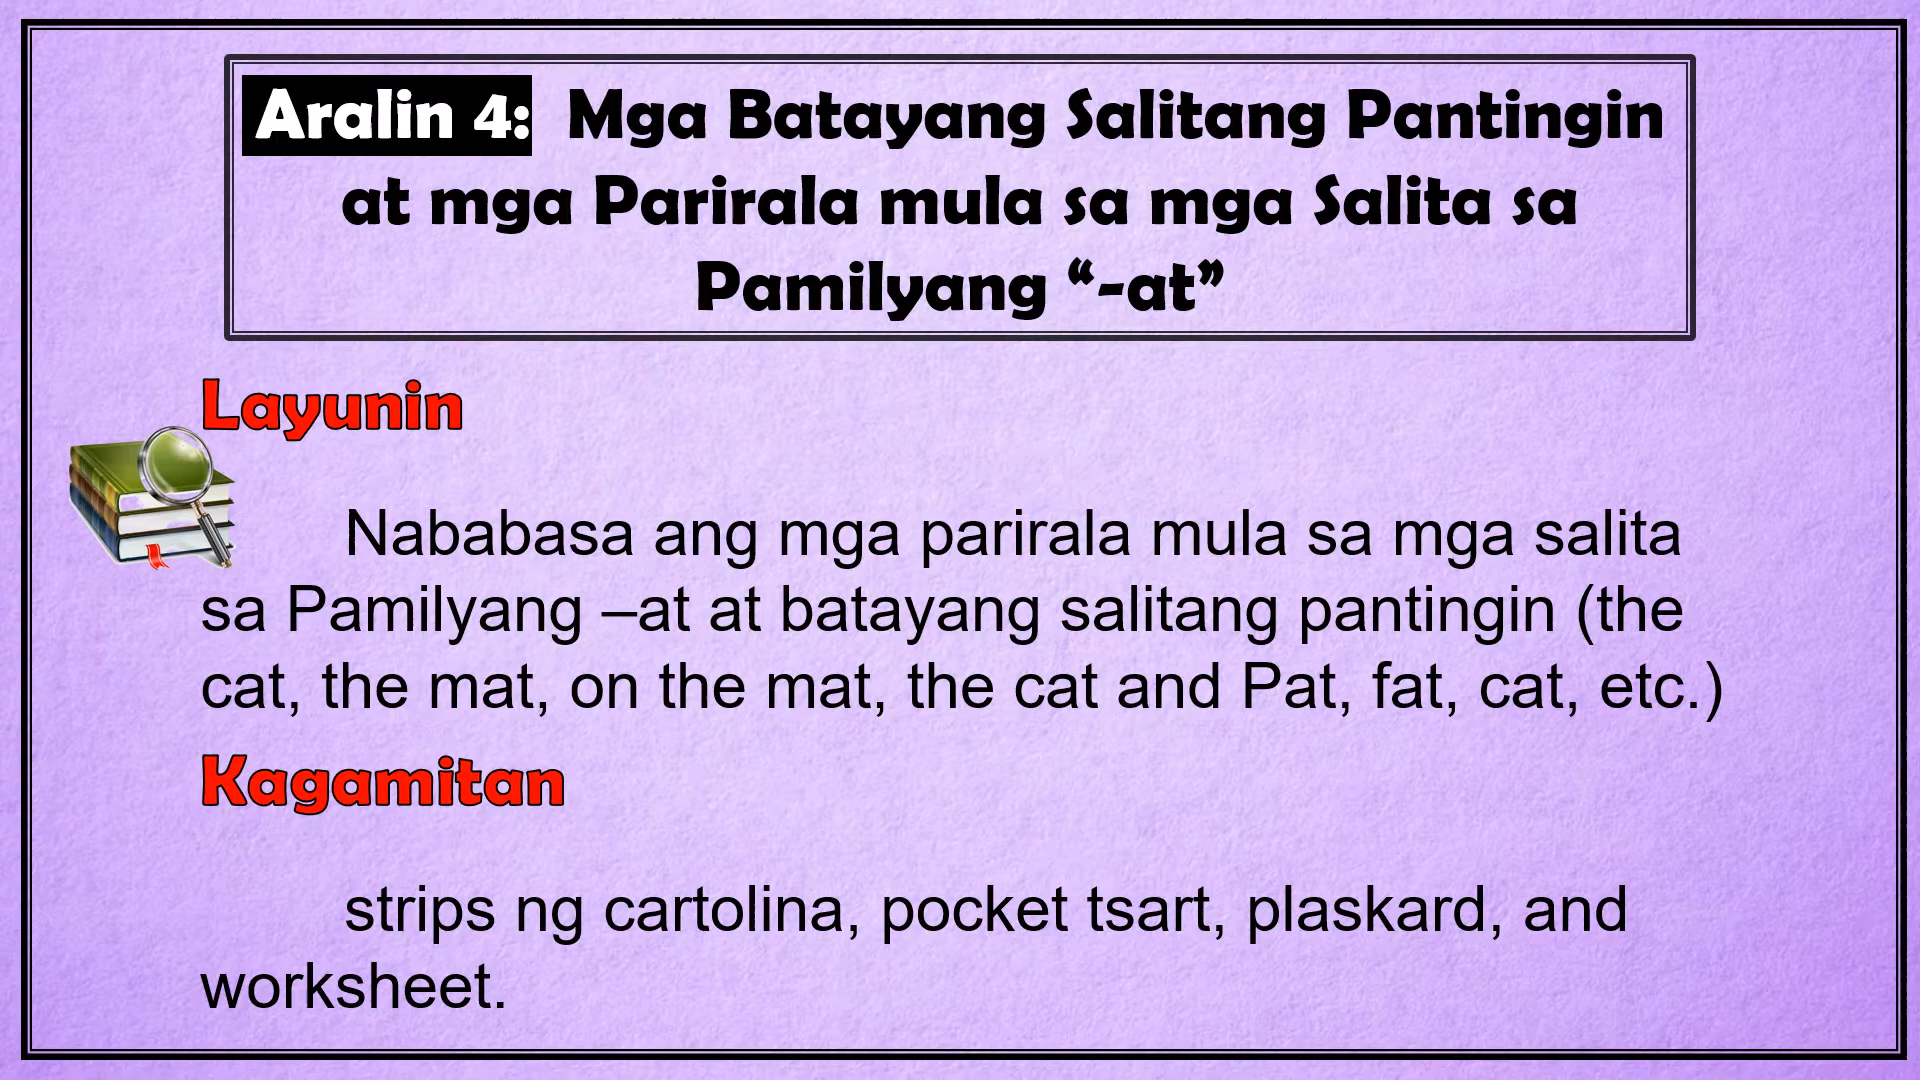 Aralin 4: Mga Batayang Salitang Pantingin
at mga Parirala mula sa mga Salita sa
Pamilyang “-at”
Layunin
Nababasa ang mga parirala mula sa mga salita
sa Pamilyang –at at batayang salitang pantingin (the
cat, the mat, on the mat, the cat and Pat, fat, cat, etc.)
Kagamitan
strips ng cartolina, pocket tsart, plaskard, and
worksheet.